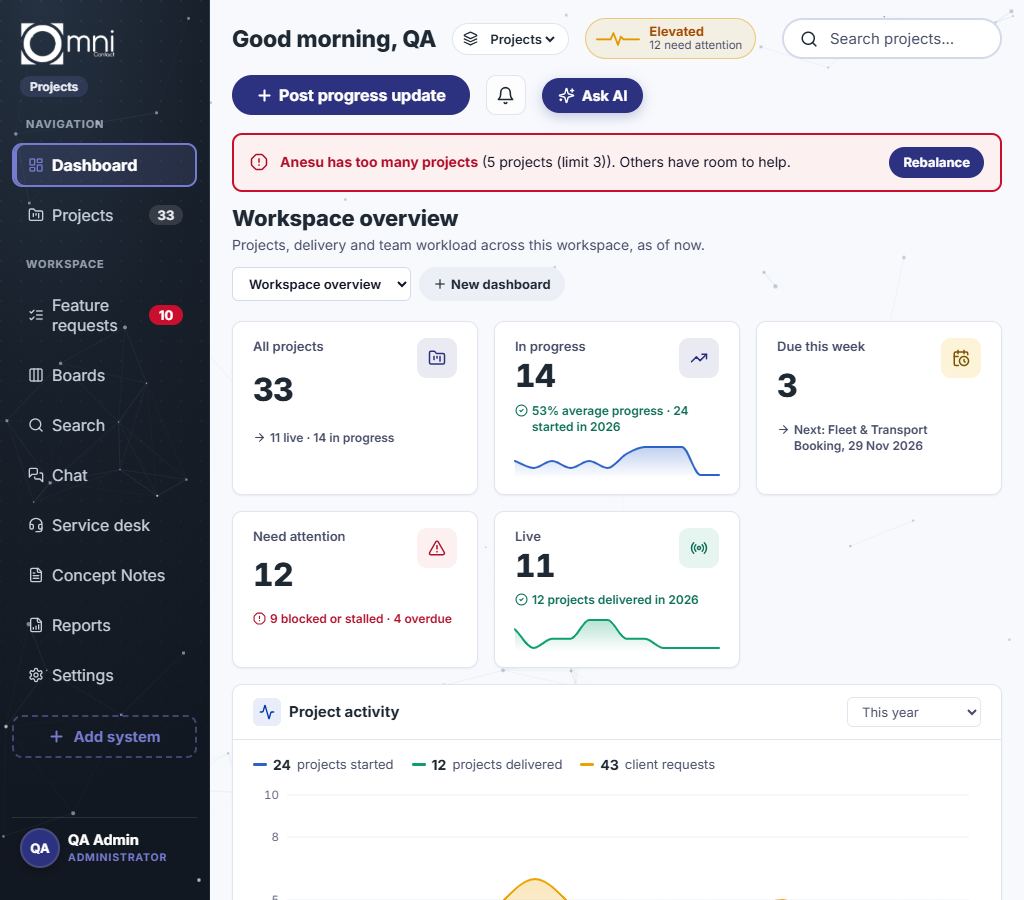 Omni
Contact
Projects
NAVIGATION
Dashboard
Projects 33
WORKSPACE
Feature requests 10
Boards
Search
Chat
Service desk
Concept Notes
Reports
Settings
+ Add system
QA
QA Admin
ADMINISTRATOR
Good morning, QA
Projects
Elevated
12 need attention
Search projects...
+ Post progress update
Ask AI
Anesu has too many projects (5 projects (limit 3)). Others have room to help.
Rebalance
Workspace overview
Projects, delivery and team workload across this workspace, as of now.
Workspace overview
+ New dashboard
All projects
33
→ 11 live · 14 in progress
In progress
14
53% average progress · 24
started in 2026
Due this week
3
→ Next: Fleet & Transport
Booking, 29 Nov 2026
Need attention
12
9 blocked or stalled · 4 overdue
Live
11
12 projects delivered in 2026
Project activity
This year
24 projects started
12 projects delivered
43 client requests
10
8